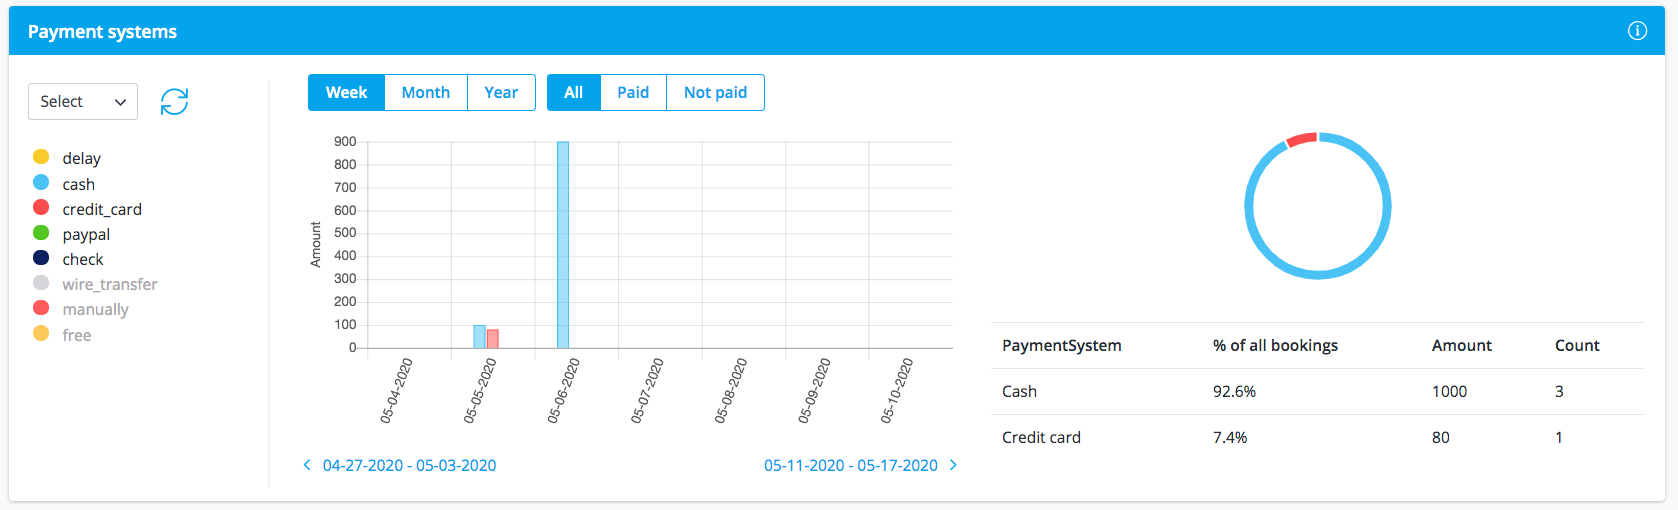 Payment systems
Select
delay
cash
credit_card
paypal
check
wire_transfer
manually
free
Week Month Year All Paid Not paid
Amount
900
800
700
600
500
400
300
200
100
0
05-04-2020 05-05-2020 05-06-2020 05-07-2020 05-08-2020 05-09-2020 05-10-2020
04-27-2020 - 05-03-2020 05-11-2020 - 05-17-2020
PaymentSystem % of all bookings Amount Count
Cash 92.6% 1000 3
Credit card 7.4% 80 1